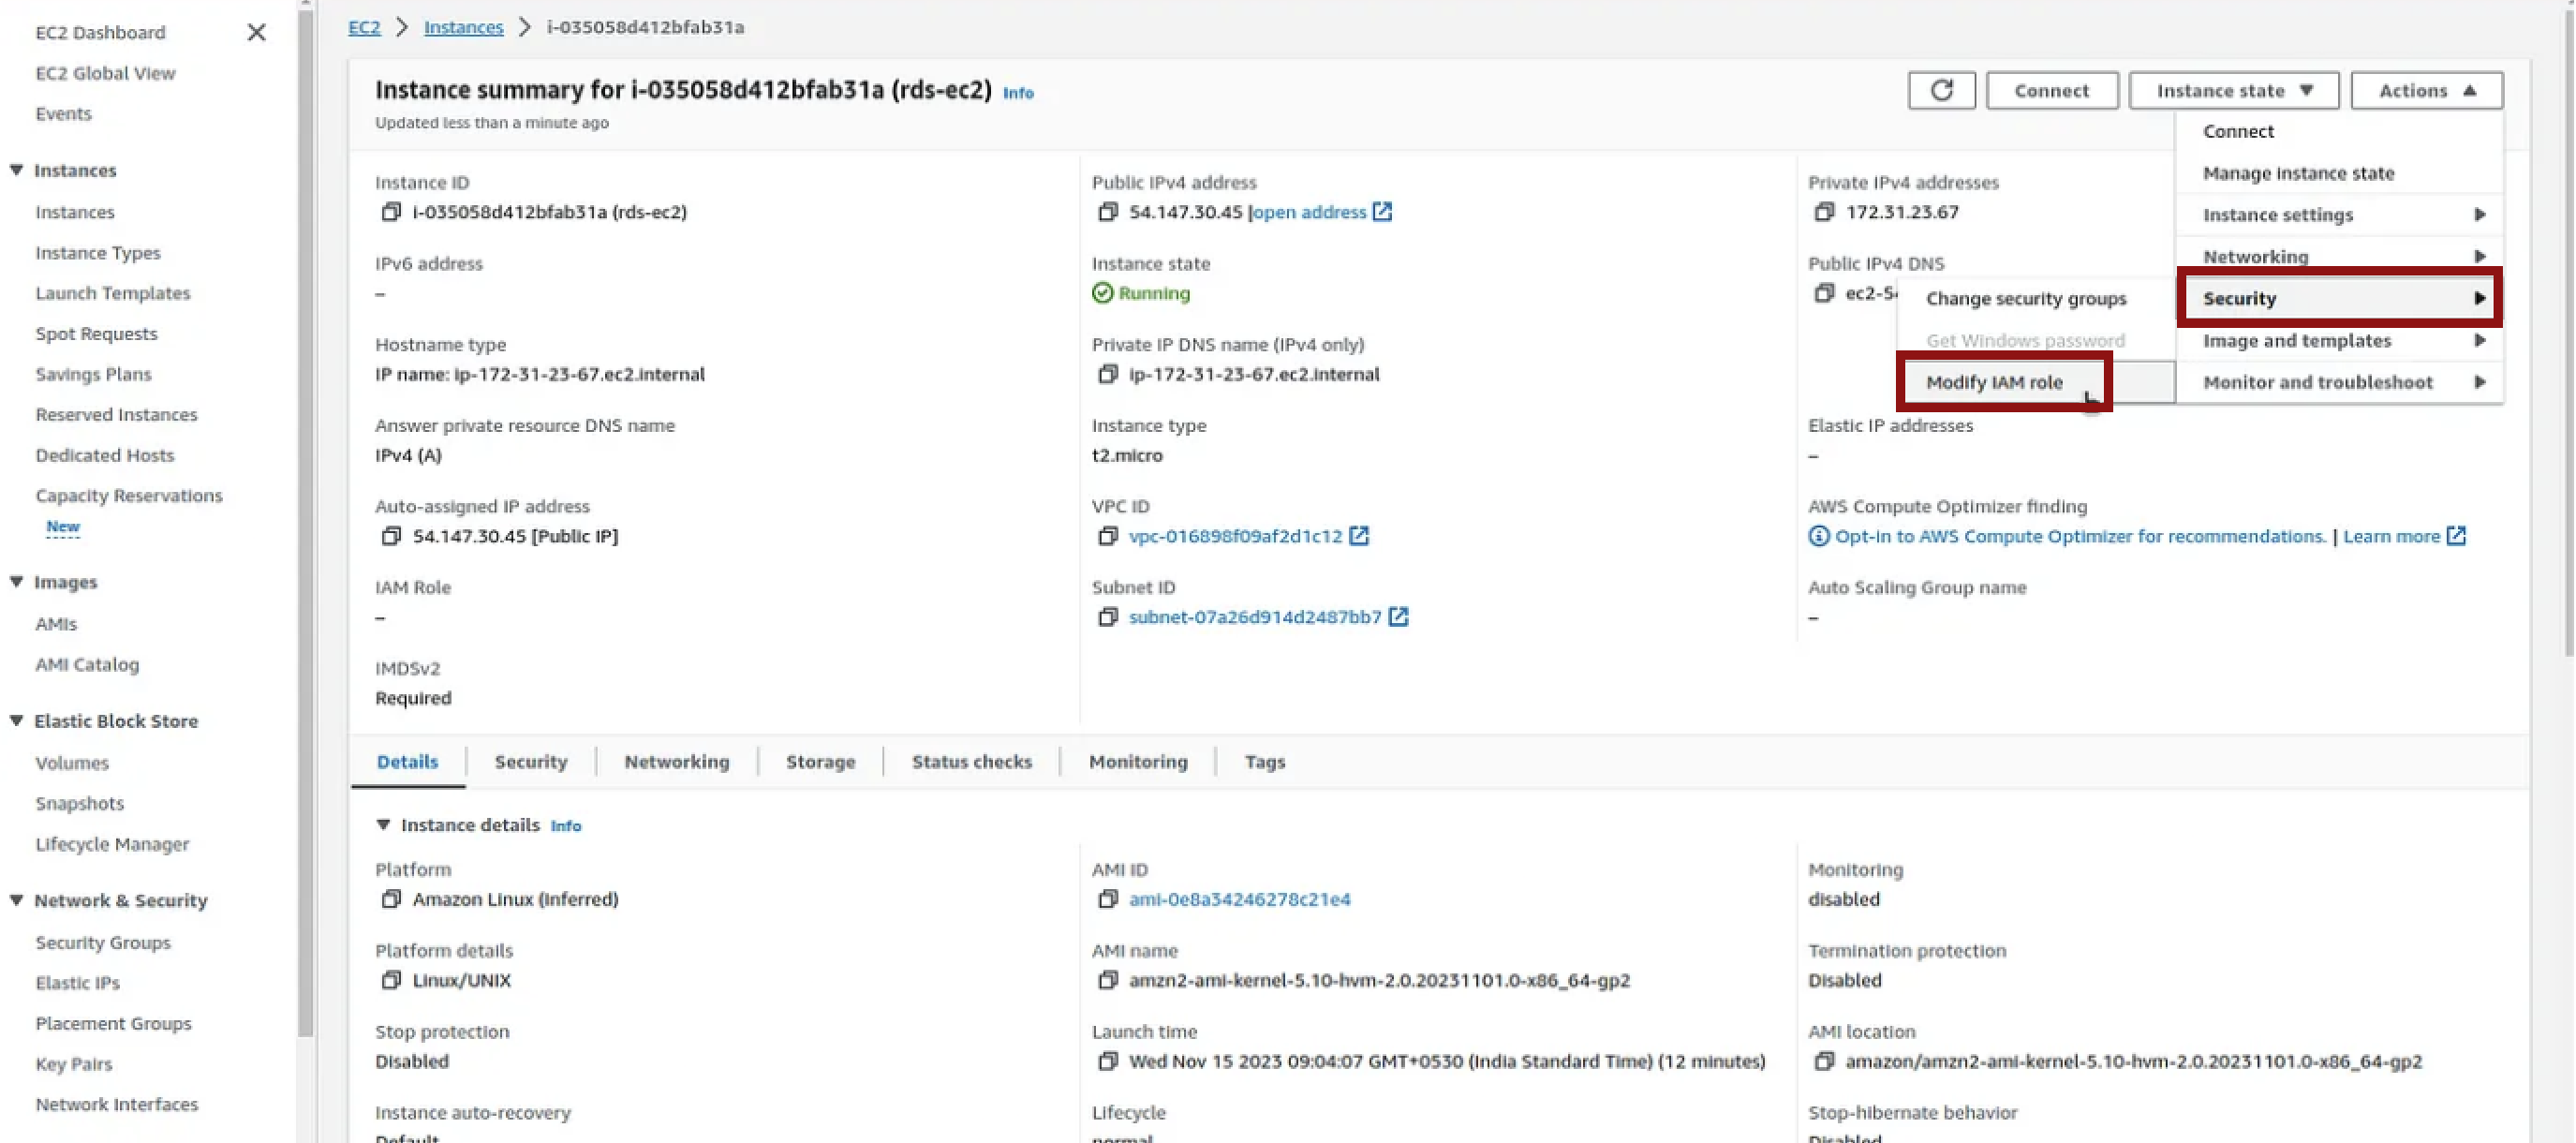 EC2 Dashboard
EC2 Global View
Events
Instances
Instances
Instance Types
Launch Templates
Spot Requests
Savings Plans
Reserved Instances
Dedicated Hosts
Capacity Reservations
New
Images
AMIs
AMI Catalog
Elastic Block Store
Volumes
Snapshots
Lifecycle Manager
Network & Security
Security Groups
Elastic IPs
Placement Groups
Key Pairs
Network Interfaces
EC2 > Instances > i-035058d412bfab31a
Instance summary for i-035058d412bfab31a (rds-ec2) Info
Updated less than a minute ago
Connect
Instance state
Actions
Connect
Manage instance state
Instance settings
Networking
Security
Image and templates
Monitor and troubleshoot
Change security groups
Get Windows password
Modify IAM role
Instance ID
i-035058d412bfab31a (rds-ec2)
IPv6 address
–
Hostname type
IP name: ip-172-31-23-67.ec2.internal
Answer private resource DNS name
IPv4 (A)
Auto-assigned IP address
54.147.30.45 [Public IP]
IAM Role
–
IMDSv2
Required
Public IPv4 address
54.147.30.45 |open address
Instance state
Running
Private IP DNS name (IPv4 only)
ip-172-31-23-67.ec2.internal
Instance type
t2.micro
VPC ID
vpc-016898f09af2d1c12
Subnet ID
subnet-07a26d914d2487bb7
Private IPv4 addresses
172.31.23.67
Public IPv4 DNS
ec2-54
Elastic IP addresses
–
AWS Compute Optimizer finding
Opt-in to AWS Compute Optimizer for recommendations. | Learn more
Auto Scaling Group name
–
Details
Security
Networking
Storage
Status checks
Monitoring
Tags
Instance details Info
Platform
Amazon Linux (Inferred)
Platform details
Linux/UNIX
Stop protection
Disabled
Instance auto-recovery
Default
AMI ID
ami-0e8a34246278c21e4
AMI name
amzn2-ami-kernel-5.10-hvm-2.0.20231101.0-x86_64-gp2
Launch time
Wed Nov 15 2023 09:04:07 GMT+0530 (India Standard Time) (12 minutes)
Lifecycle
normal
Monitoring
disabled
Termination protection
Disabled
AMI location
amazon/amzn2-ami-kernel-5.10-hvm-2.0.20231101.0-x86_64-gp2
Stop-hibernate behavior
Disabled